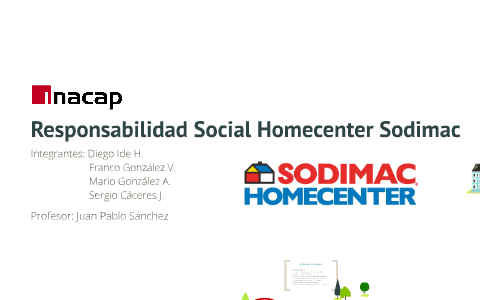 inacap
Responsabilidad Social Homecenter Sodimac
Integrantes: Diego Ide H.
Franco González V.
Mario González A.
Sergio Cáceres J.
Profesor: Juan Pablo Sánchez
SODIMAC
HOMECENTER